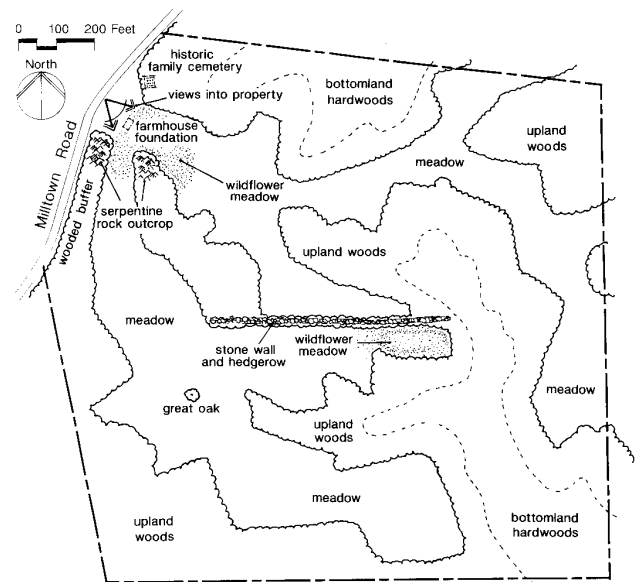 0 100 200 Feet
North
historic
family cemetery
views into property
farmhouse
foundation
bottomland
hardwoods
upland
woods
meadow
Milltown Road
wooded buffer
serpentine
rock outcrop
wildflower
meadow
upland woods
meadow
stone wall
and hedgerow
wildflower
meadow
great oak
upland
woods
meadow
meadow
upland
woods
bottomland
hardwoods